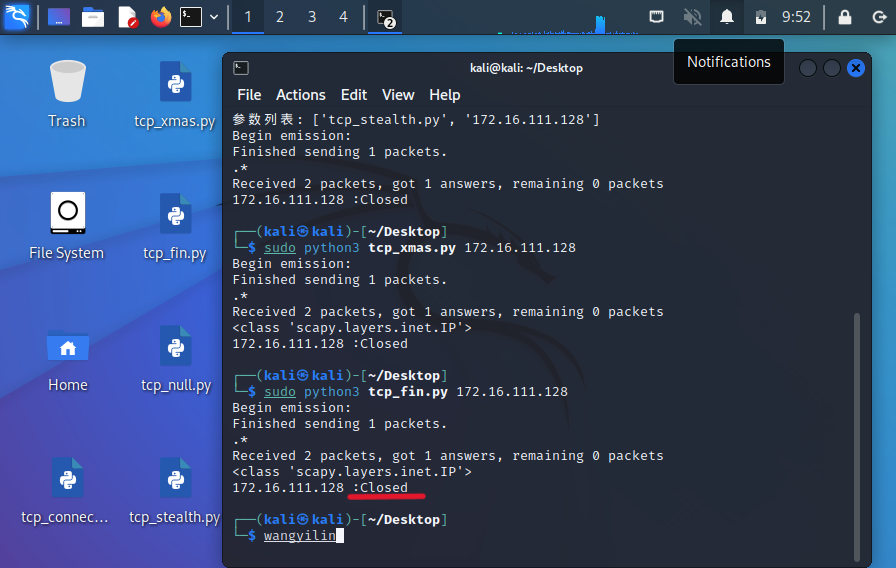 1 2 3 4 2 9:52
Notifications
kali@kali: ~/Desktop
File Actions Edit View Help
Trash
tcp_xmas.py
File System
tcp_fin.py
Home
tcp_null.py
tcp_connec...
tcp_stealth.py
参数列表: ['tcp_stealth.py', '172.16.111.128']
Begin emission:
Finished sending 1 packets.
.*
Received 2 packets, got 1 answers, remaining 0 packets
172.16.111.128 :Closed
┌──(kali㉿kali)-[~/Desktop]
└─$ sudo python3 tcp_xmas.py 172.16.111.128
Begin emission:
Finished sending 1 packets.
.*
Received 2 packets, got 1 answers, remaining 0 packets
<class 'scapy.layers.inet.IP'>
172.16.111.128 :Closed
┌──(kali㉿kali)-[~/Desktop]
└─$ sudo python3 tcp_fin.py 172.16.111.128
Begin emission:
Finished sending 1 packets.
.*
Received 2 packets, got 1 answers, remaining 0 packets
<class 'scapy.layers.inet.IP'>
172.16.111.128 :Closed
┌──(kali㉿kali)-[~/Desktop]
└─$ wangyilin